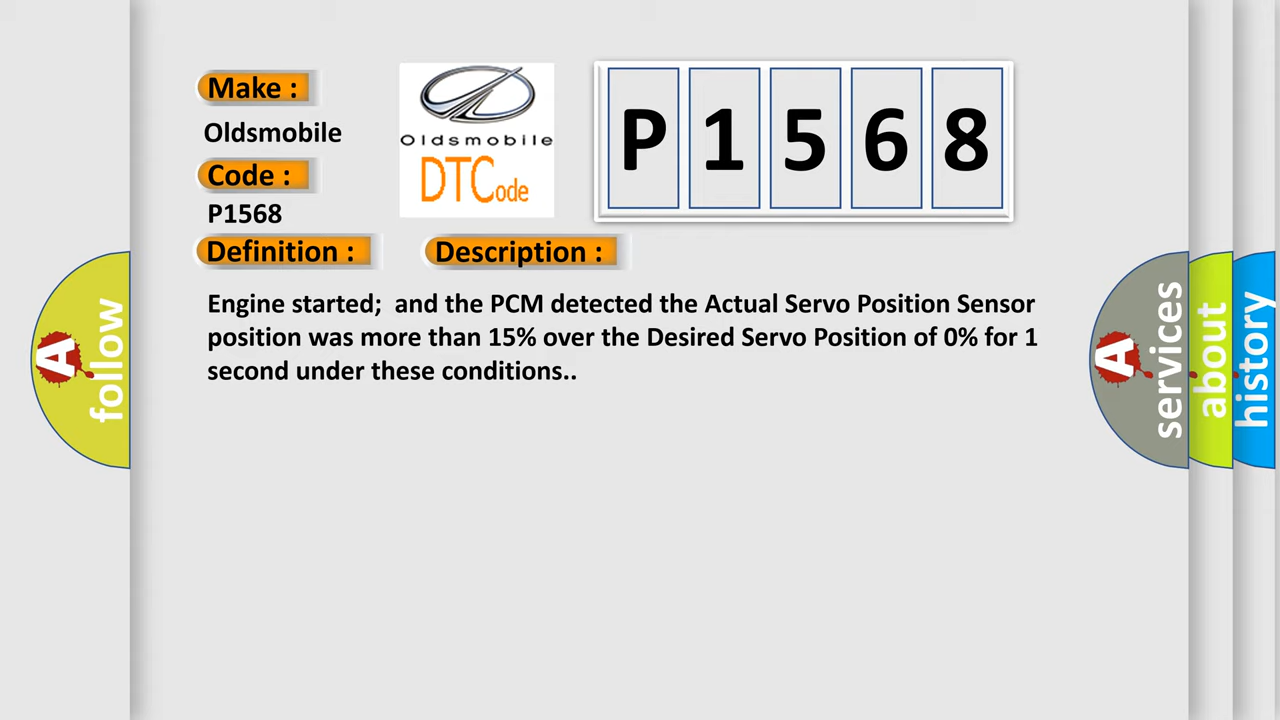 Make :
Oldsmobile
Code :
P1568
Oldsmobile
DTCode
P 1 5 6 8
Definition :
Description :
Engine started;  and the PCM detected the Actual Servo Position Sensor
position was more than 15% over the Desired Servo Position of 0% for 1
second under these conditions..
A follow
A services
about
history